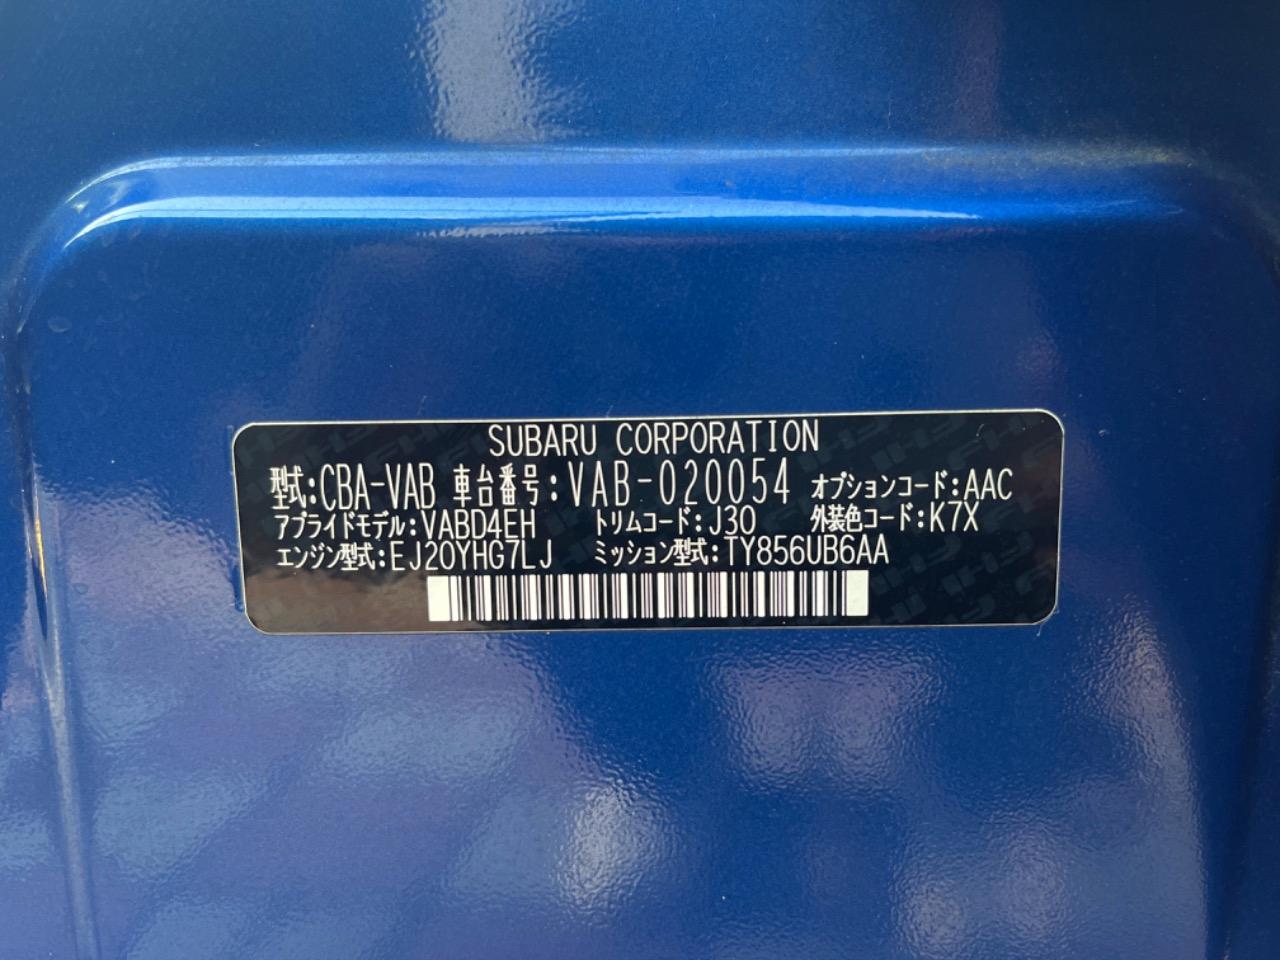 SUBARU CORPORATION
型式:CBA-VAB 車台番号:VAB-020054 オプションコード:AAC
アプライドモデル:VABD4EH トリムコード:J30 外装色コード:K7X
エンジン型式:EJ20YHG7LJ ミッション型式:TY856UB6AA